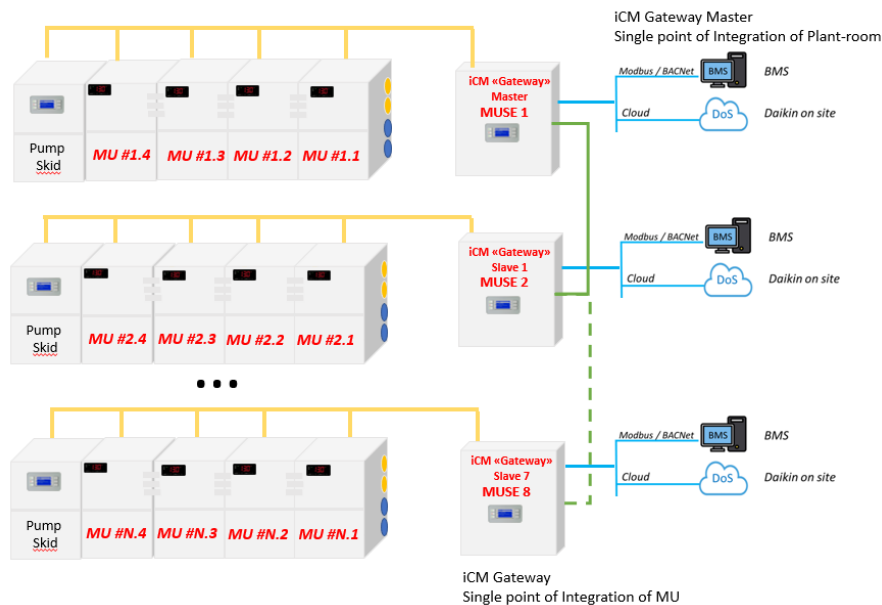 iCM Gateway Master
Single point of Integration of Plant-room
iCM «Gateway»
Master
MUSE 1
Modbus / BACNet
BMS
BMS
Cloud
DoS
Daikin on site
Pump
Skid
MU #1.4
MU #1.3
MU #1.2
MU #1.1
iCM «Gateway»
Slave 1
MUSE 2
Modbus / BACNet
BMS
BMS
Cloud
DoS
Daikin on site
Pump
Skid
MU #2.4
MU #2.3
MU #2.2
MU #2.1
...
iCM «Gateway»
Slave 7
MUSE 8
Modbus / BACNet
BMS
BMS
Cloud
DoS
Daikin on site
Pump
Skid
MU #N.4
MU #N.3
MU #N.2
MU #N.1
iCM Gateway
Single point of Integration of MU